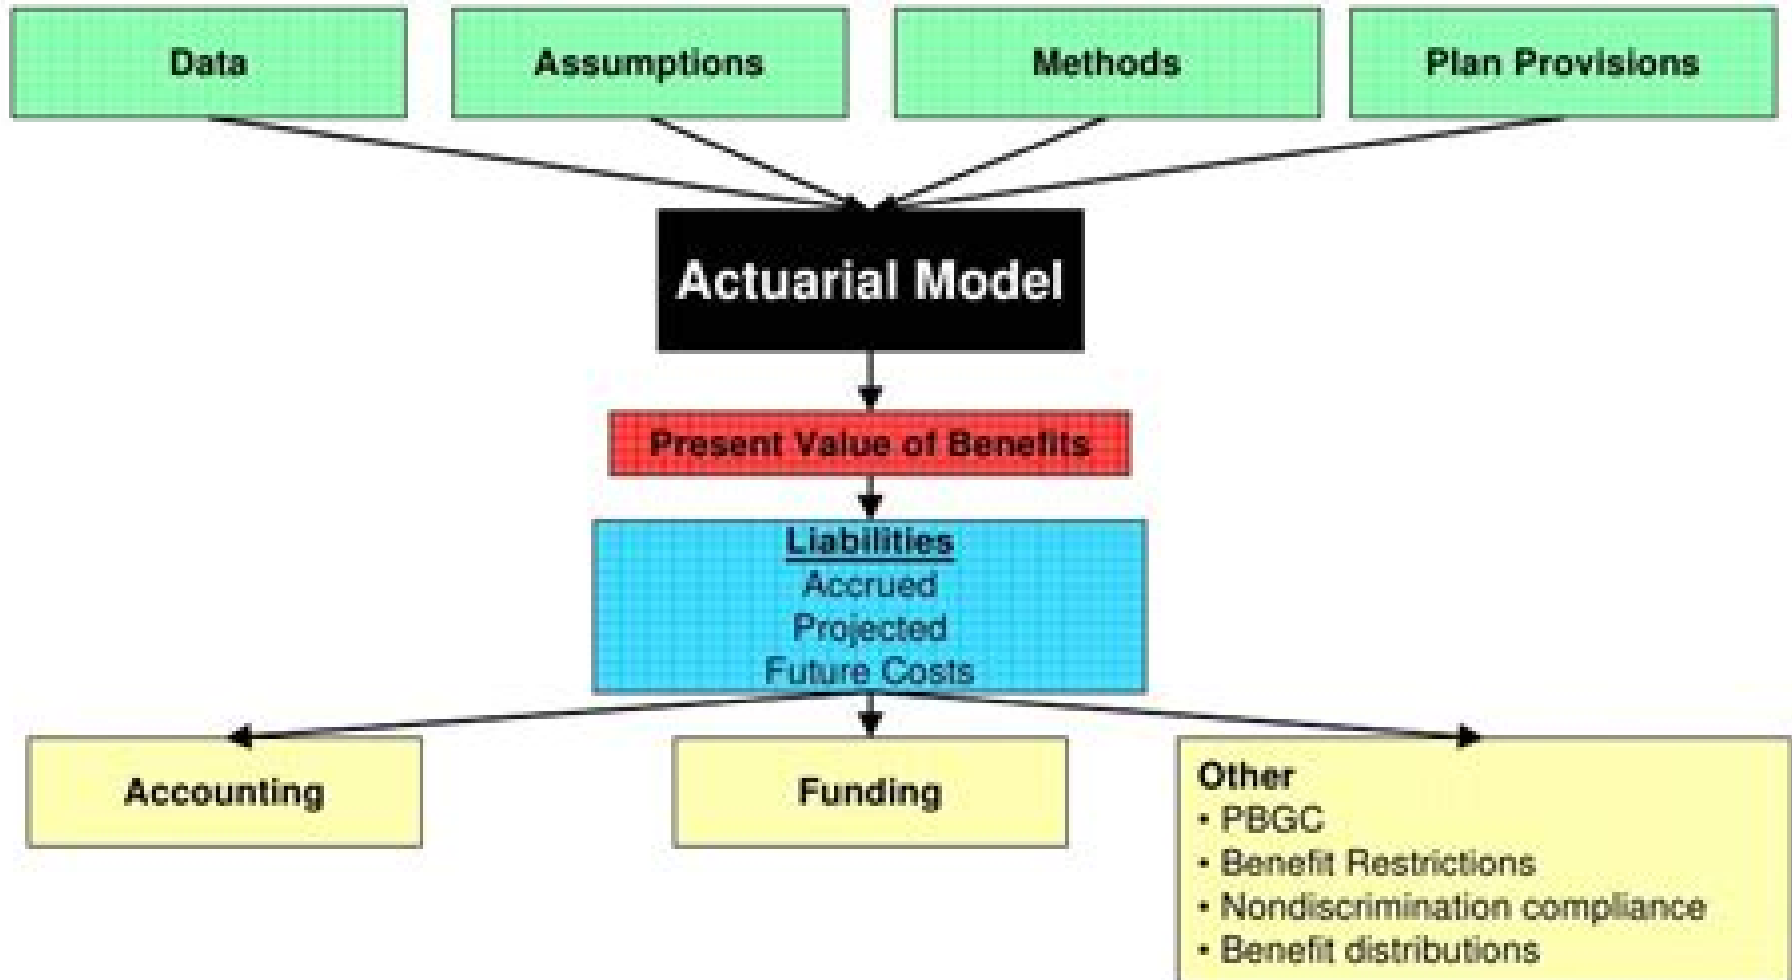 Data
Assumptions
Methods
Plan Provisions
Actuarial Model
Present Value of Benefits
Liabilities
Accrued
Projected
Future Costs
Accounting
Funding
Other
• PBGC
• Benefit Restrictions
• Nondiscrimination compliance
• Benefit distributions